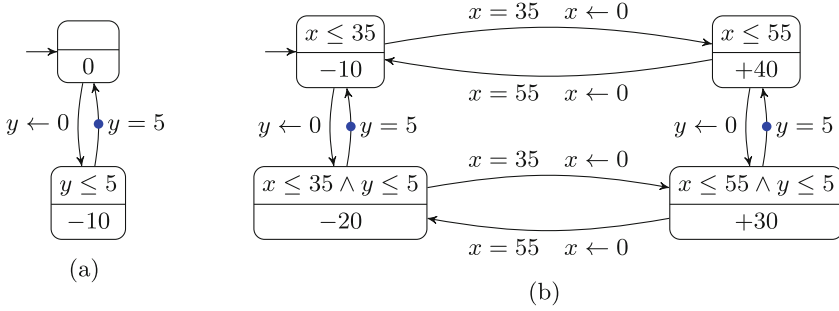 x = 35 x ← 0
x ≤ 35
x ≤ 55
0
−10
+40
x = 55 x ← 0
y ← 0
y = 5
y ← 0
y = 5
y ← 0
y = 5
x = 35 x ← 0
y ≤ 5
x ≤ 35 ∧ y ≤ 5
x ≤ 55 ∧ y ≤ 5
−10
−20
+30
x = 55 x ← 0
(a)
(b)